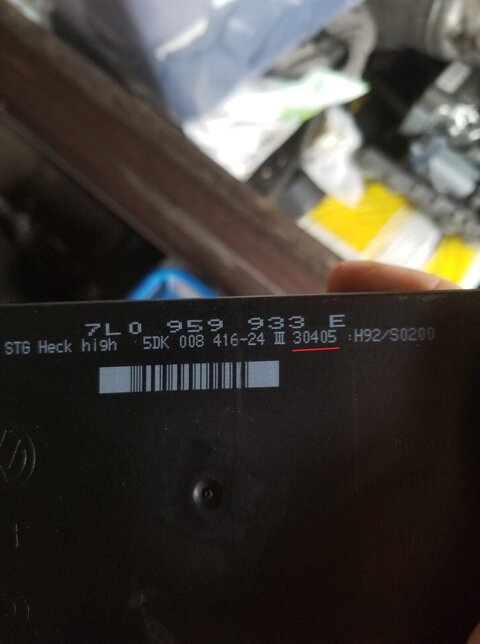 7L0 959 933 E
STG Heck high 5DK 008 416-24 III 30405 :H92/S0200